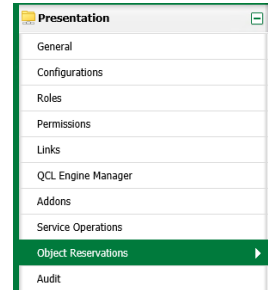 Presentation
General
Configurations
Roles
Permissions
Links
QCL Engine Manager
Addons
Service Operations
Object Reservations
Audit